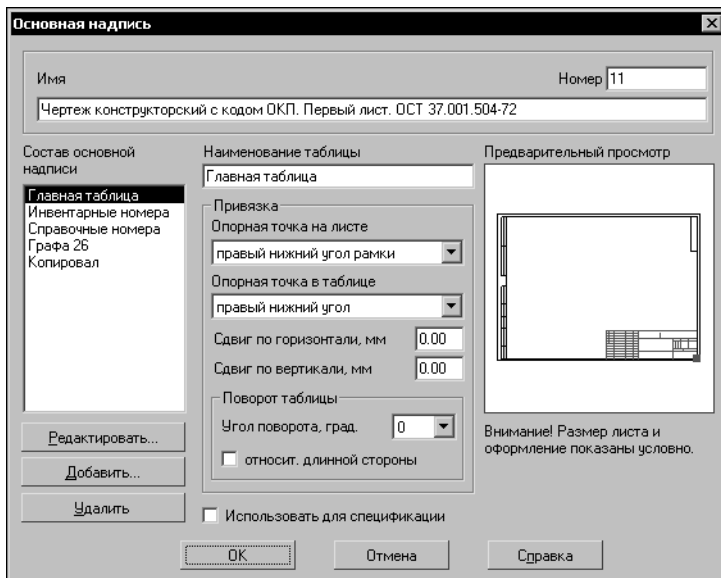 Основная надпись
Имя
Номер 11
Чертеж конструкторский с кодом ОКП. Первый лист. ОСТ 37.001.504-72
Состав основной
надписи
Главная таблица
Инвентарные номера
Справочные номера
Графа 26
Копировал
Редактировать...
Добавить...
Удалить
Наименование таблицы
Главная таблица
Привязка
Опорная точка на листе
правый нижний угол рамки
Опорная точка в таблице
правый нижний угол
Сдвиг по горизонтали, мм 0.00
Сдвиг по вертикали, мм 0.00
Поворот таблицы
Угол поворота, град. 0
относит. длинной стороны
Использовать для спецификации
Предварительный просмотр
Внимание! Размер листа и
оформление показаны условно.
OK Отмена Справка